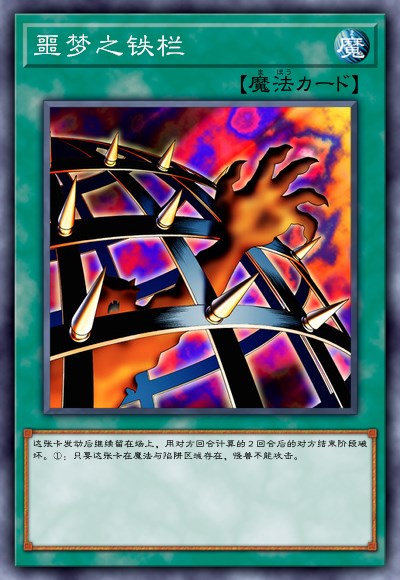 噩梦之铁栏
魔
【魔法カード】
ま ほう
这张卡发动后继续留在场上，用对方回合计算的２回合后的对方结束阶段破
坏。①：只要这张卡在魔法与陷阱区域存在，怪兽不能攻击。